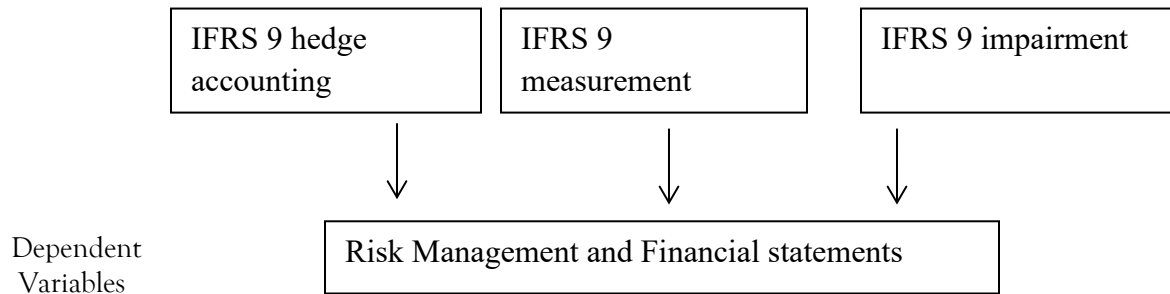 IFRS 9 hedge
accounting
IFRS 9
measurement
IFRS 9 impairment
Dependent
Variables
Risk Management and Financial statements